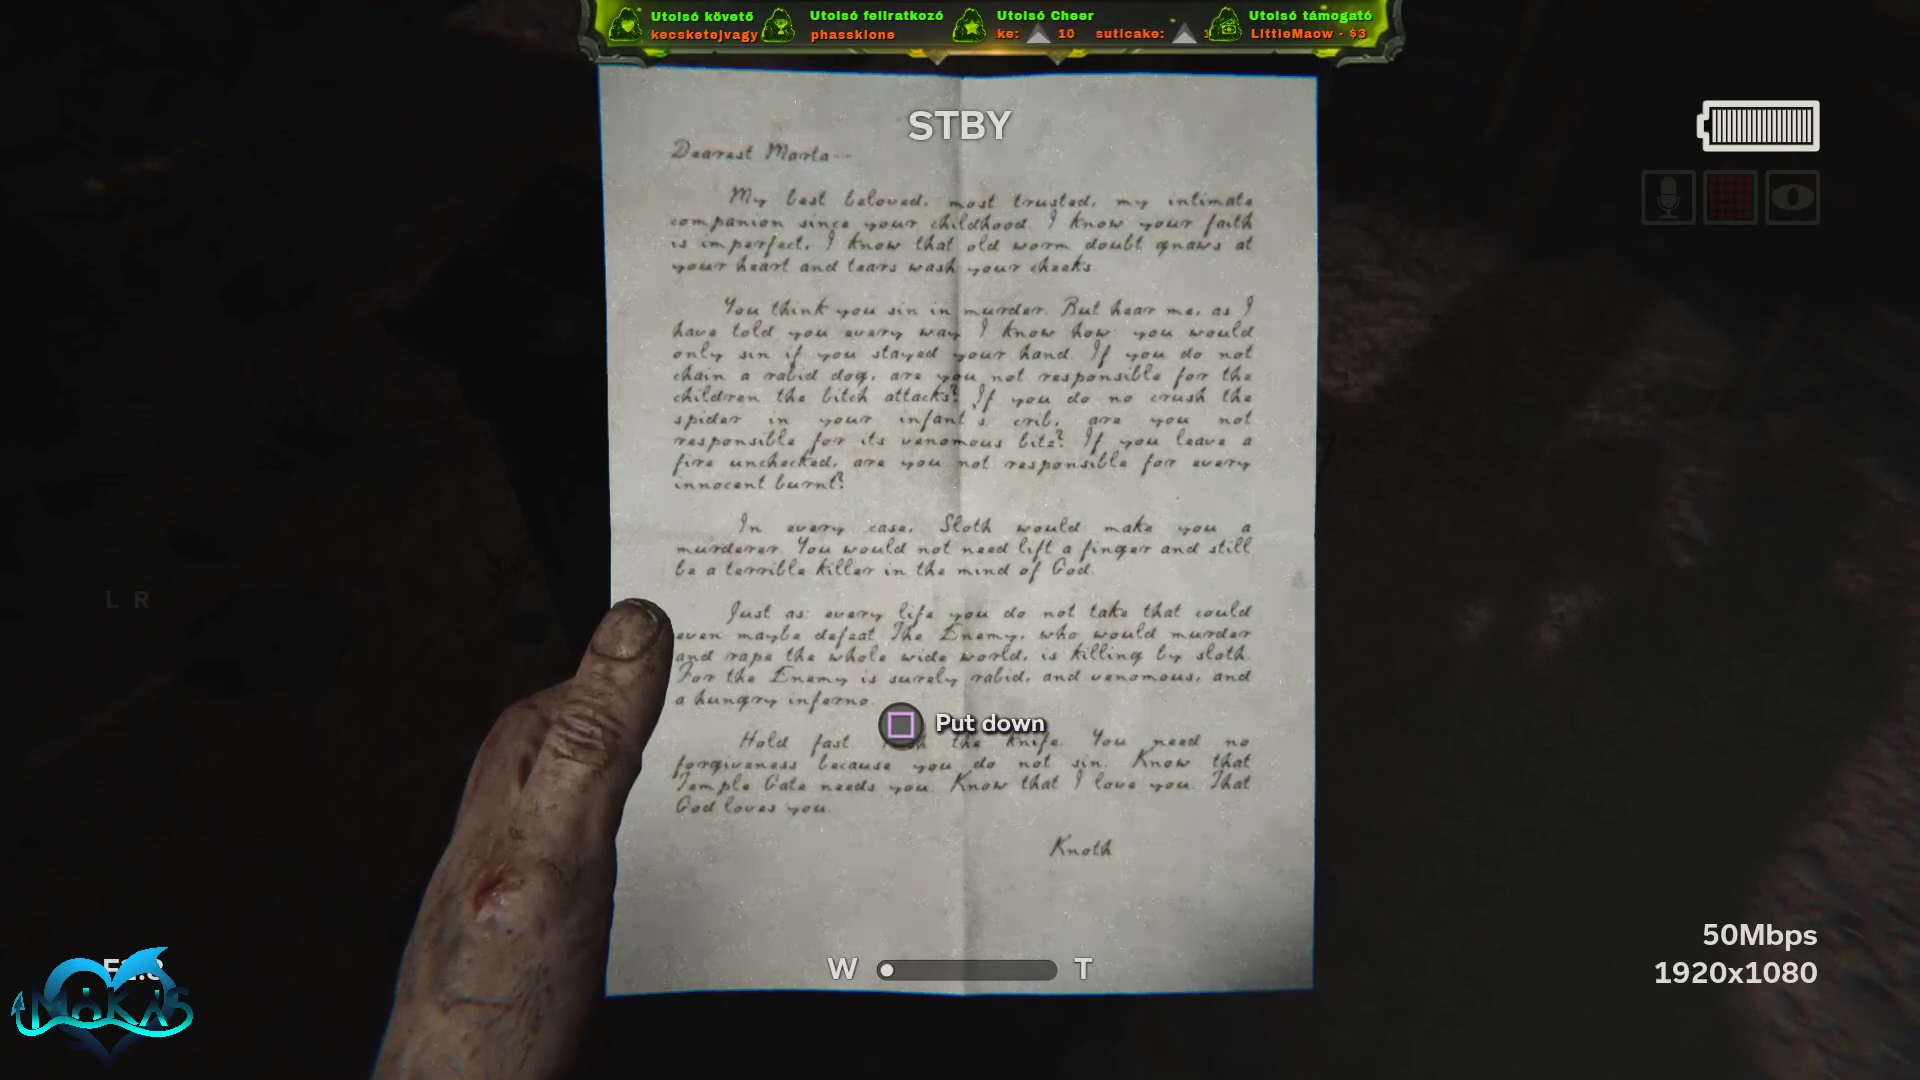 Utolsó követő
kecsketejvagy
Utolsó feliratkozó
phasskione
Utolsó Cheer
ke: 10 suticake:
Utolsó támogató
LittleMaow - $3
STBY
Dearest Marta--
My best beloved, most trusted, my intimate
companion since your childhood. I know your faith
is imperfect, I know that old worm doubt gnaws at
your heart and tears wash your cheeks.
You think you sin in murder. But hear me, as I
have told you every way I know how: you would
only sin if you stayed your hand. If you do not
chain a rabid dog, are you not responsible for the
children the bitch attacks? If you do no crush the
spider in your infant's crib, are you not
responsible for its venomous bite? If you leave a
fire unchecked, are you not responsible for every
innocent burnt?
In every case, Sloth would make you a
murderer. You would not need lift a finger and still
be a terrible killer in the mind of God.
Just as every life you do not take that could
even maybe defeat The Enemy, who would murder
and rape the whole wide world, is killing by sloth.
For the Enemy is surely rabid, and venomous, and
a hungry inferno.
Put down
Hold fast. the knife. You need no
forgiveness because you do not sin. Know that
Temple Gate needs you. Know that I love you. That
God loves you.
Knoth
L R
W T
50Mbps
1920x1080
MOKAS